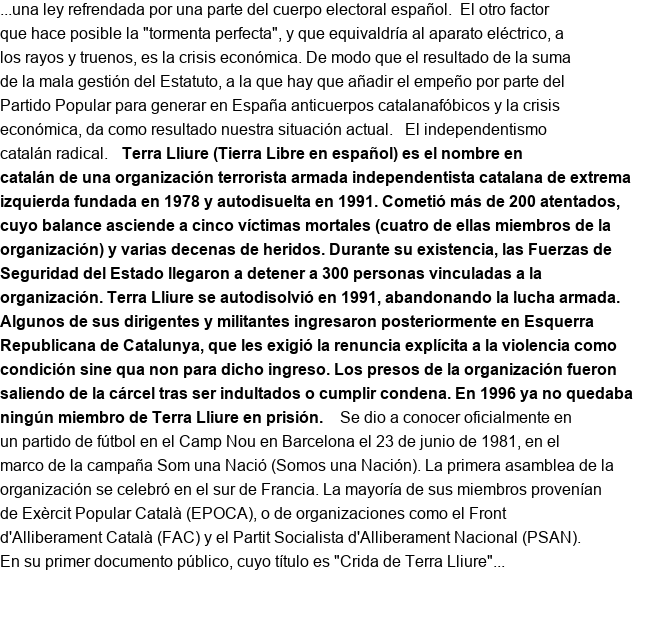 ...una ley refrendada por una parte del cuerpo electoral español.  El otro factor
que hace posible la "tormenta perfecta", y que equivaldría al aparato eléctrico, a
los rayos y truenos, es la crisis económica. De modo que el resultado de la suma
de la mala gestión del Estatuto, a la que hay que añadir el empeño por parte del
Partido Popular para generar en España anticuerpos catalanafóbicos y la crisis
económica, da como resultado nuestra situación actual.   El independentismo
catalán radical.   Terra Lliure (Tierra Libre en español) es el nombre en
catalán de una organización terrorista armada independentista catalana de extrema
izquierda fundada en 1978 y autodisuelta en 1991. Cometió más de 200 atentados,
cuyo balance asciende a cinco víctimas mortales (cuatro de ellas miembros de la
organización) y varias decenas de heridos. Durante su existencia, las Fuerzas de
Seguridad del Estado llegaron a detener a 300 personas vinculadas a la
organización. Terra Lliure se autodisolvió en 1991, abandonando la lucha armada.
Algunos de sus dirigentes y militantes ingresaron posteriormente en Esquerra
Republicana de Catalunya, que les exigió la renuncia explícita a la violencia como
condición sine qua non para dicho ingreso. Los presos de la organización fueron
saliendo de la cárcel tras ser indultados o cumplir condena. En 1996 ya no quedaba
ningún miembro de Terra Lliure en prisión.    Se dio a conocer oficialmente en
un partido de fútbol en el Camp Nou en Barcelona el 23 de junio de 1981, en el
marco de la campaña Som una Nació (Somos una Nación). La primera asamblea de la
organización se celebró en el sur de Francia. La mayoría de sus miembros provenían
de Exèrcit Popular Català (EPOCA), o de organizaciones como el Front
d'Alliberament Català (FAC) y el Partit Socialista d'Alliberament Nacional (PSAN).
En su primer documento público, cuyo título es "Crida de Terra Lliure"...